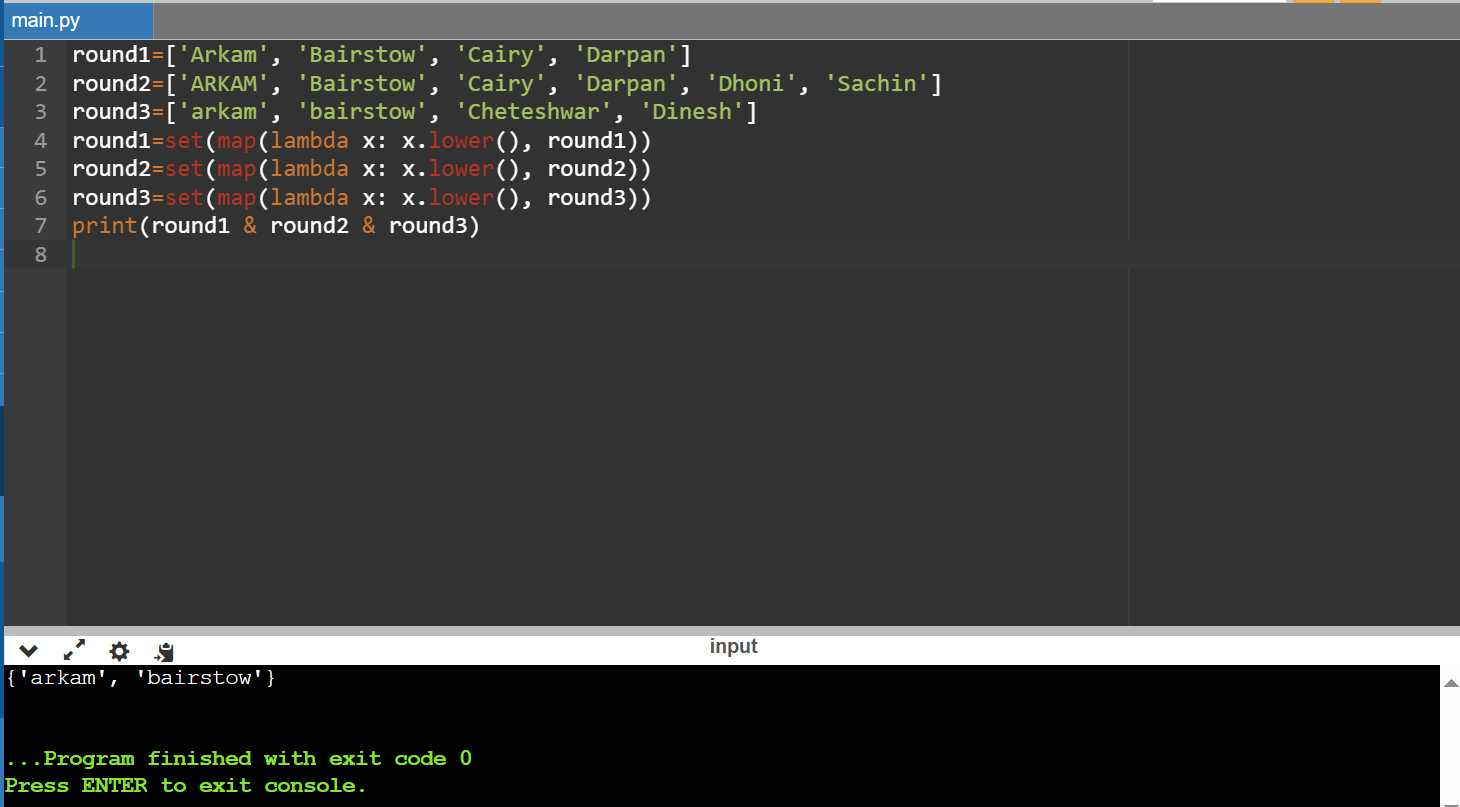 main.py
1 round1=['Arkam', 'Bairstow', 'Cairy', 'Darpan']
2 round2=['ARKAM', 'Bairstow', 'Cairy', 'Darpan', 'Dhoni', 'Sachin']
3 round3=['arkam', 'bairstow', 'Cheteshwar', 'Dinesh']
4 round1=set(map(lambda x: x.lower(), round1))
5 round2=set(map(lambda x: x.lower(), round2))
6 round3=set(map(lambda x: x.lower(), round3))
7 print(round1 & round2 & round3)
8
input
{'arkam', 'bairstow'}
...Program finished with exit code 0
Press ENTER to exit console.